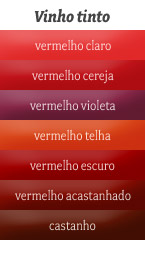 Vinho tinto
vermelho claro
vermelho cereja
vermelho violeta
vermelho telha
vermelho escuro
vermelho acastanhado
castanho